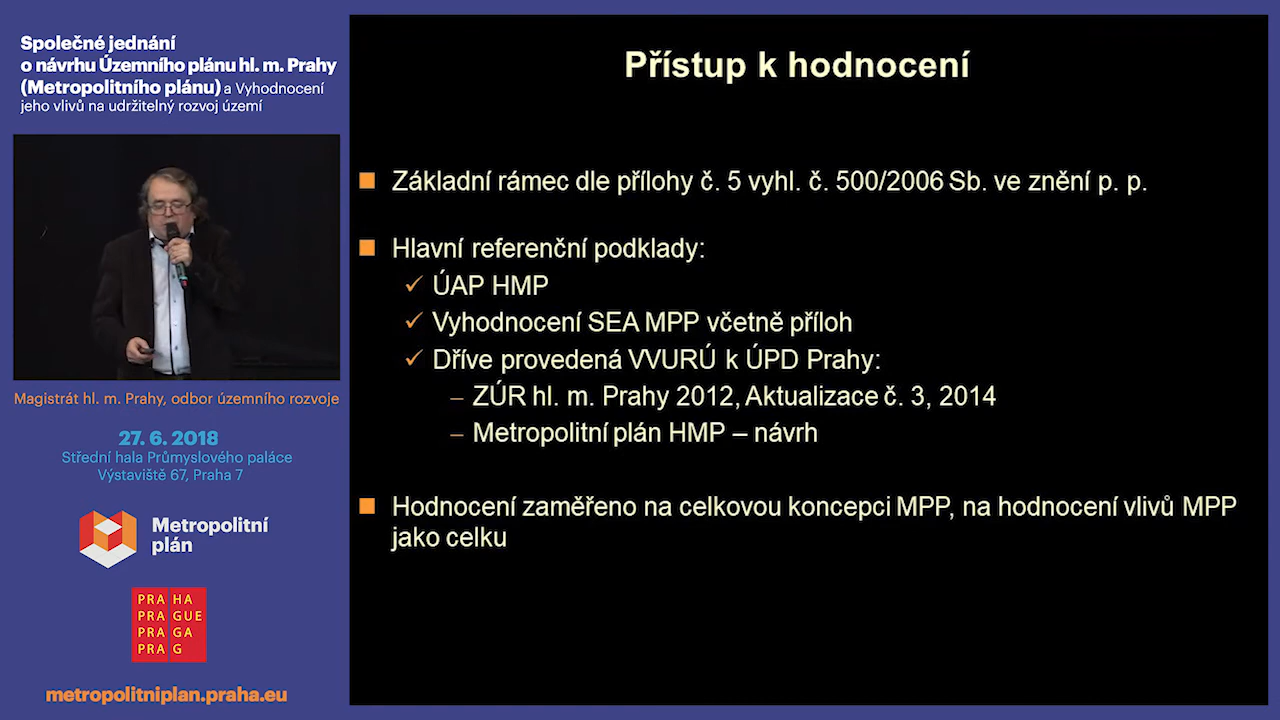 Společné jednání
o návrhu Územního plánu hl. m. Prahy
(Metropolitního plánu) a Vyhodnocení
jeho vlivů na udržitelný rozvoj území
Magistrát hl. m. Prahy, odbor územního rozvoje
27. 6. 2018
Střední hala Průmyslového paláce
Výstaviště 67, Praha 7
Metropolitní
plán
PRA HA
PRA GUE
PRA GA
PRA G
metropolitniplan.praha.eu
Přístup k hodnocení
Základní rámec dle přílohy č. 5 vyhl. č. 500/2006 Sb. ve znění p. p.
Hlavní referenční podklady:
✓ ÚAP HMP
✓ Vyhodnocení SEA MPP včetně příloh
✓ Dříve provedená VVURÚ k ÚPD Prahy:
– ZÚR hl. m. Prahy 2012, Aktualizace č. 3, 2014
– Metropolitní plán HMP – návrh
Hodnocení zaměřeno na celkovou koncepci MPP, na hodnocení vlivů MPP
jako celku